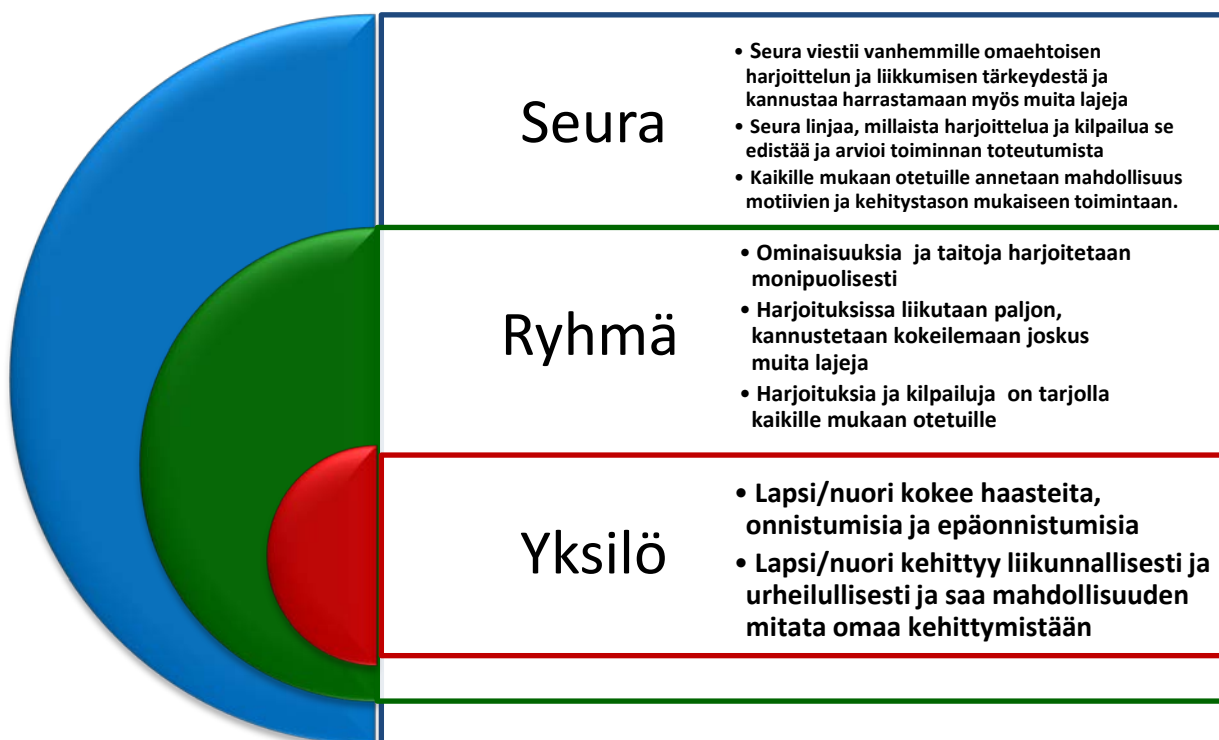 Seura
• Seura viestii vanhemmille omaehtoisen
harjoittelun ja liikkumisen tärkeydestä ja
kannustaa harrastamaan myös muita lajeja
• Seura linjaa, millaista harjoittelua ja kilpailua se
edistää ja arvioi toiminnan toteutumista
• Kaikille mukaan otetuille annetaan mahdollisuus
motiivien ja kehitystason mukaiseen toimintaan.
Ryhmä
• Ominaisuuksia ja taitoja harjoitetaan
monipuolisesti
• Harjoituksissa liikutaan paljon,
kannustetaan kokeilemaan joskus
muita lajeja
• Harjoituksia ja kilpailuja on tarjolla
kaikille mukaan otetuille
Yksilö
• Lapsi/nuori kokee haasteita,
onnistumisia ja epäonnistumisia
• Lapsi/nuori kehittyy liikunnallisesti ja
urheilullisesti ja saa mahdollisuuden
mitata omaa kehittymistään